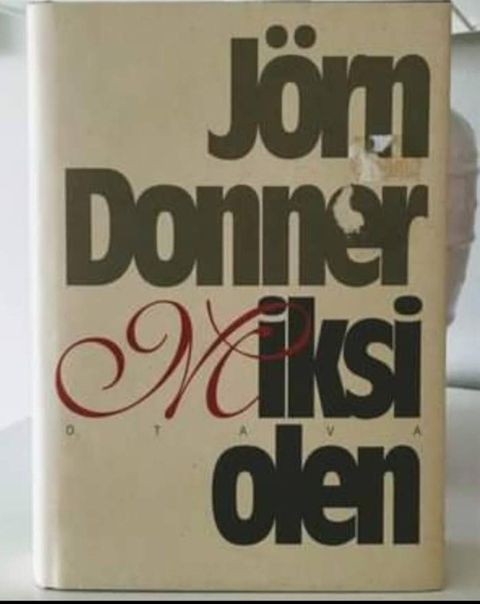 Jörn
Donner
Miksi
OTAVA
olen